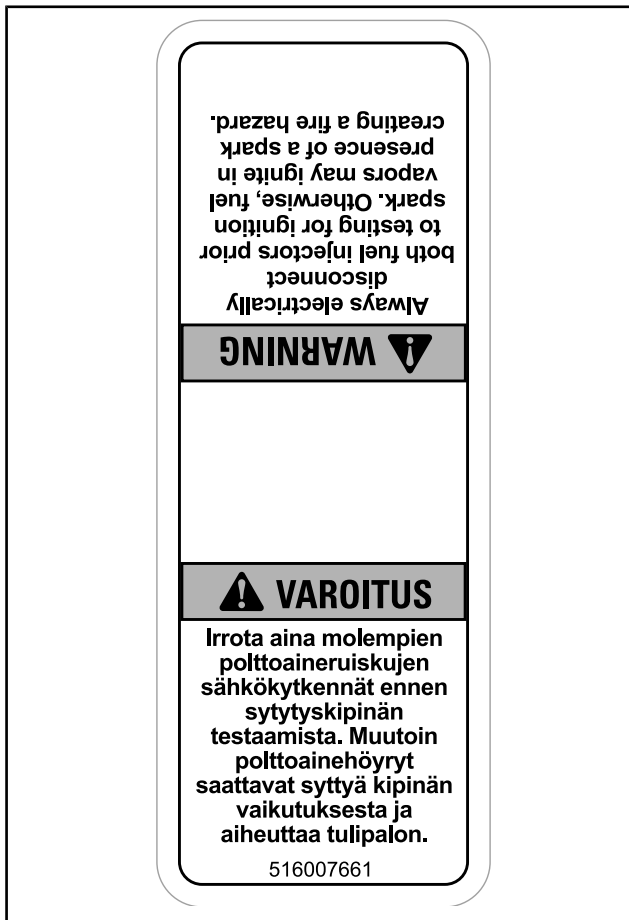 WARNING
Always electrically
disconnect
both fuel injectors prior
to testing for ignition
spark. Otherwise, fuel
vapors may ignite in
presence of a spark
creating a fire hazard.
VAROITUS
Irrota aina molempien
polttoaineruiskujen
sähkökytkennät ennen
sytytyskipinän
testaamista. Muutoin
polttoainehöyryt
saattavat syttyä kipinän
vaikutuksesta ja
aiheuttaa tulipalon.
516007661